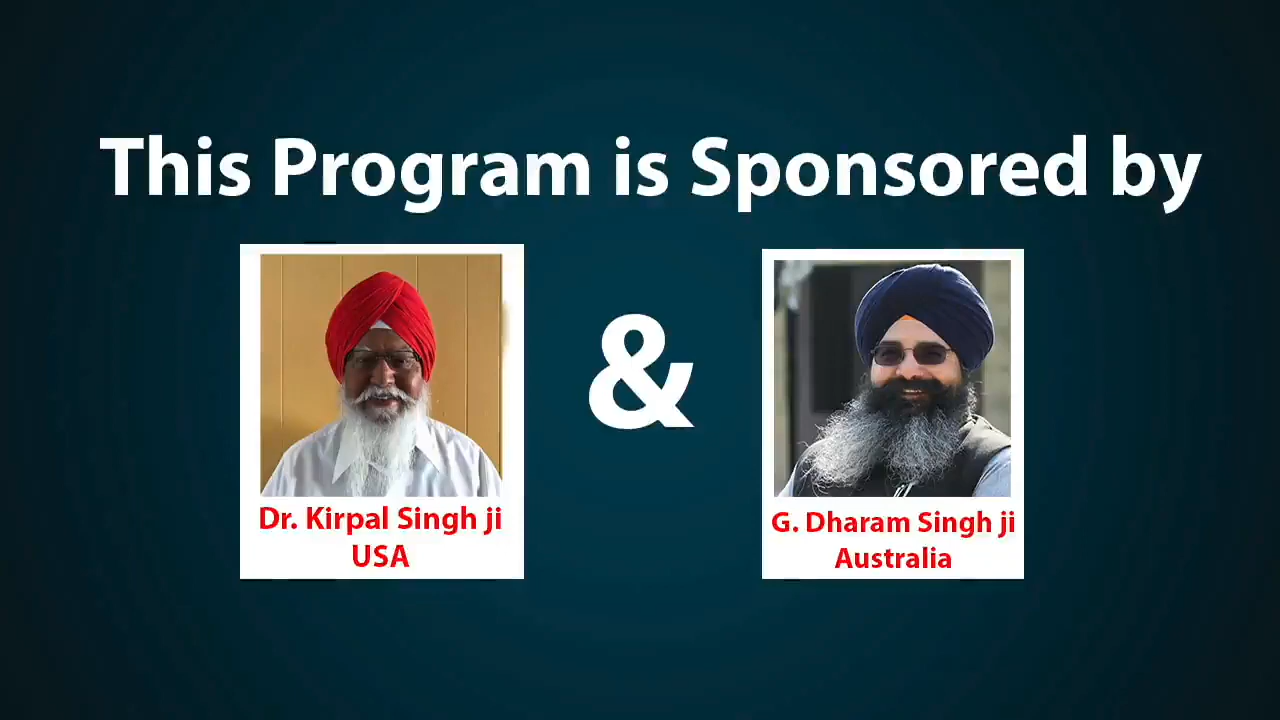 This Program is Sponsored by
&
Dr. Kirpal Singh ji
USA
G. Dharam Singh ji
Australia